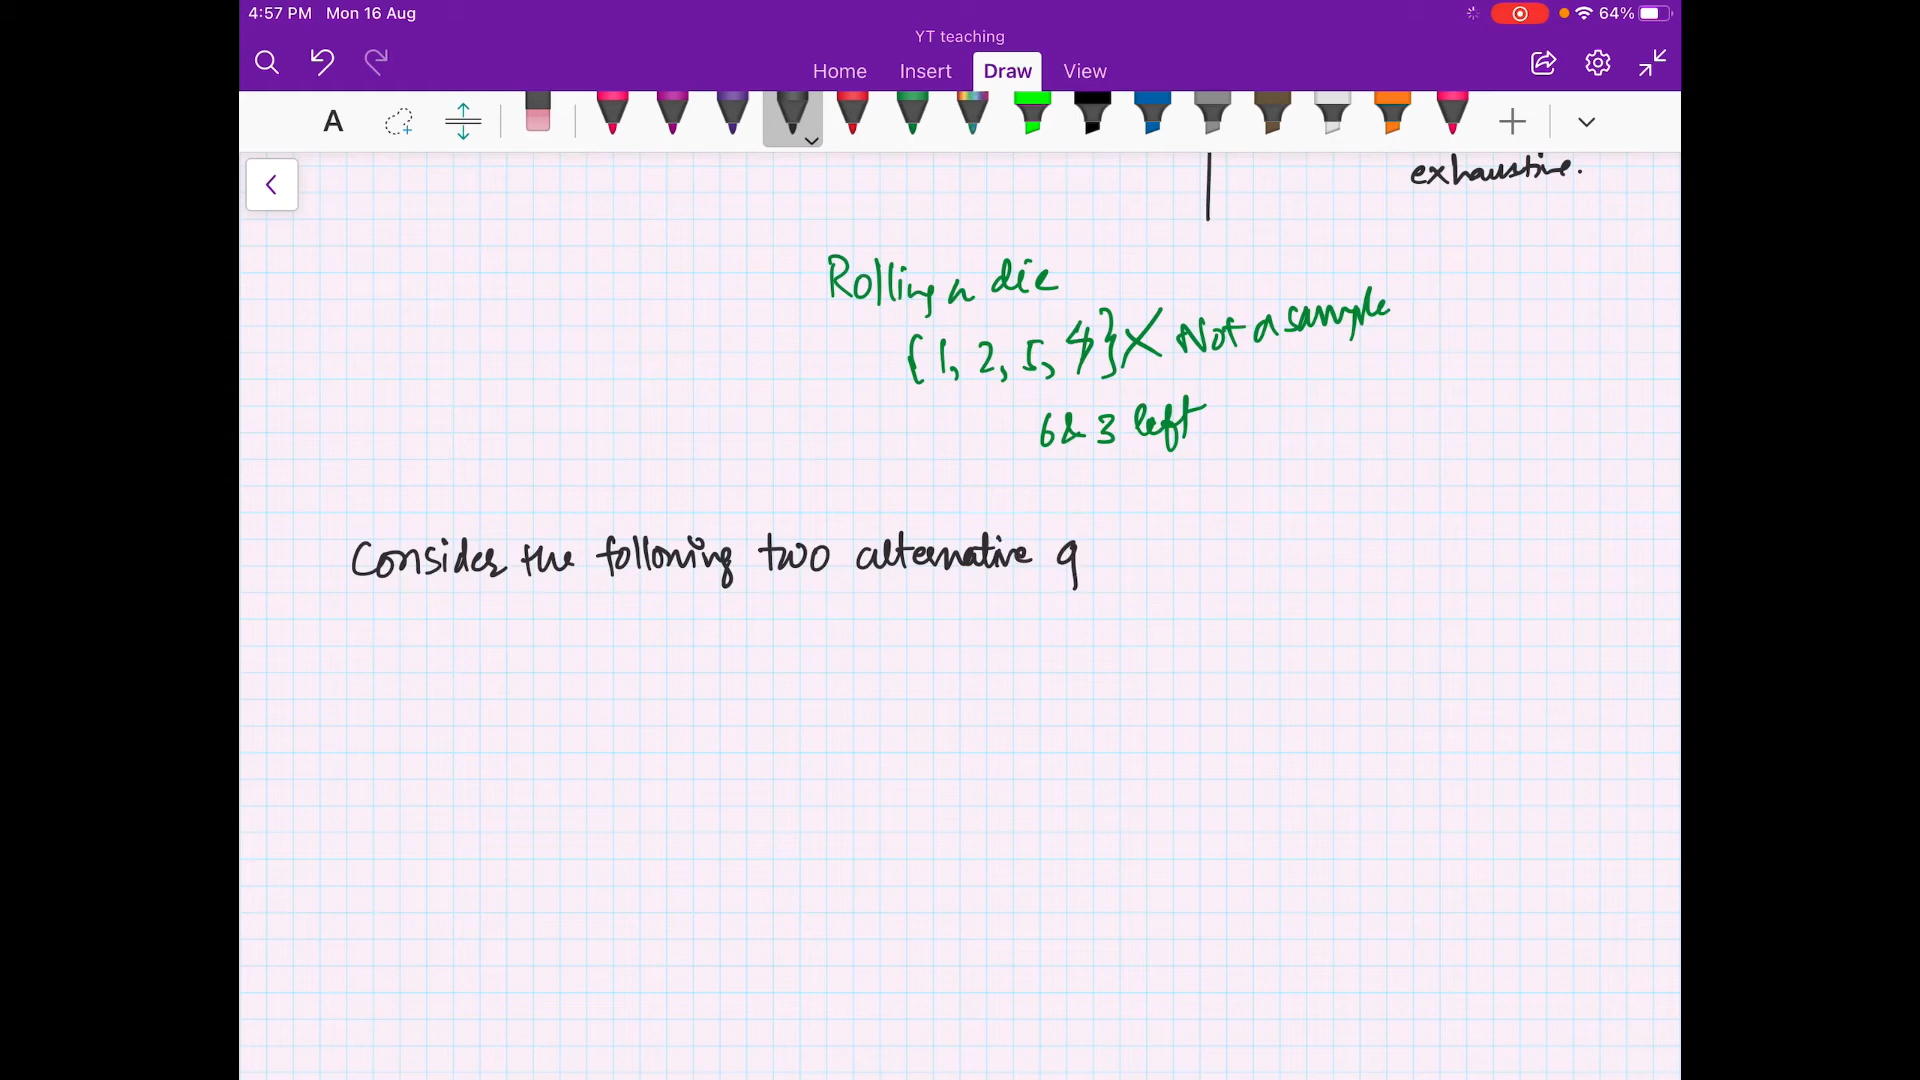 4:57 PM Mon 16 Aug
64%
YT teaching
Home Insert Draw View
A
exhaustive.
Rolling a die
{1, 2, 5, 4} X Not a sample
6 & 3 left
Consider the following two alternative g